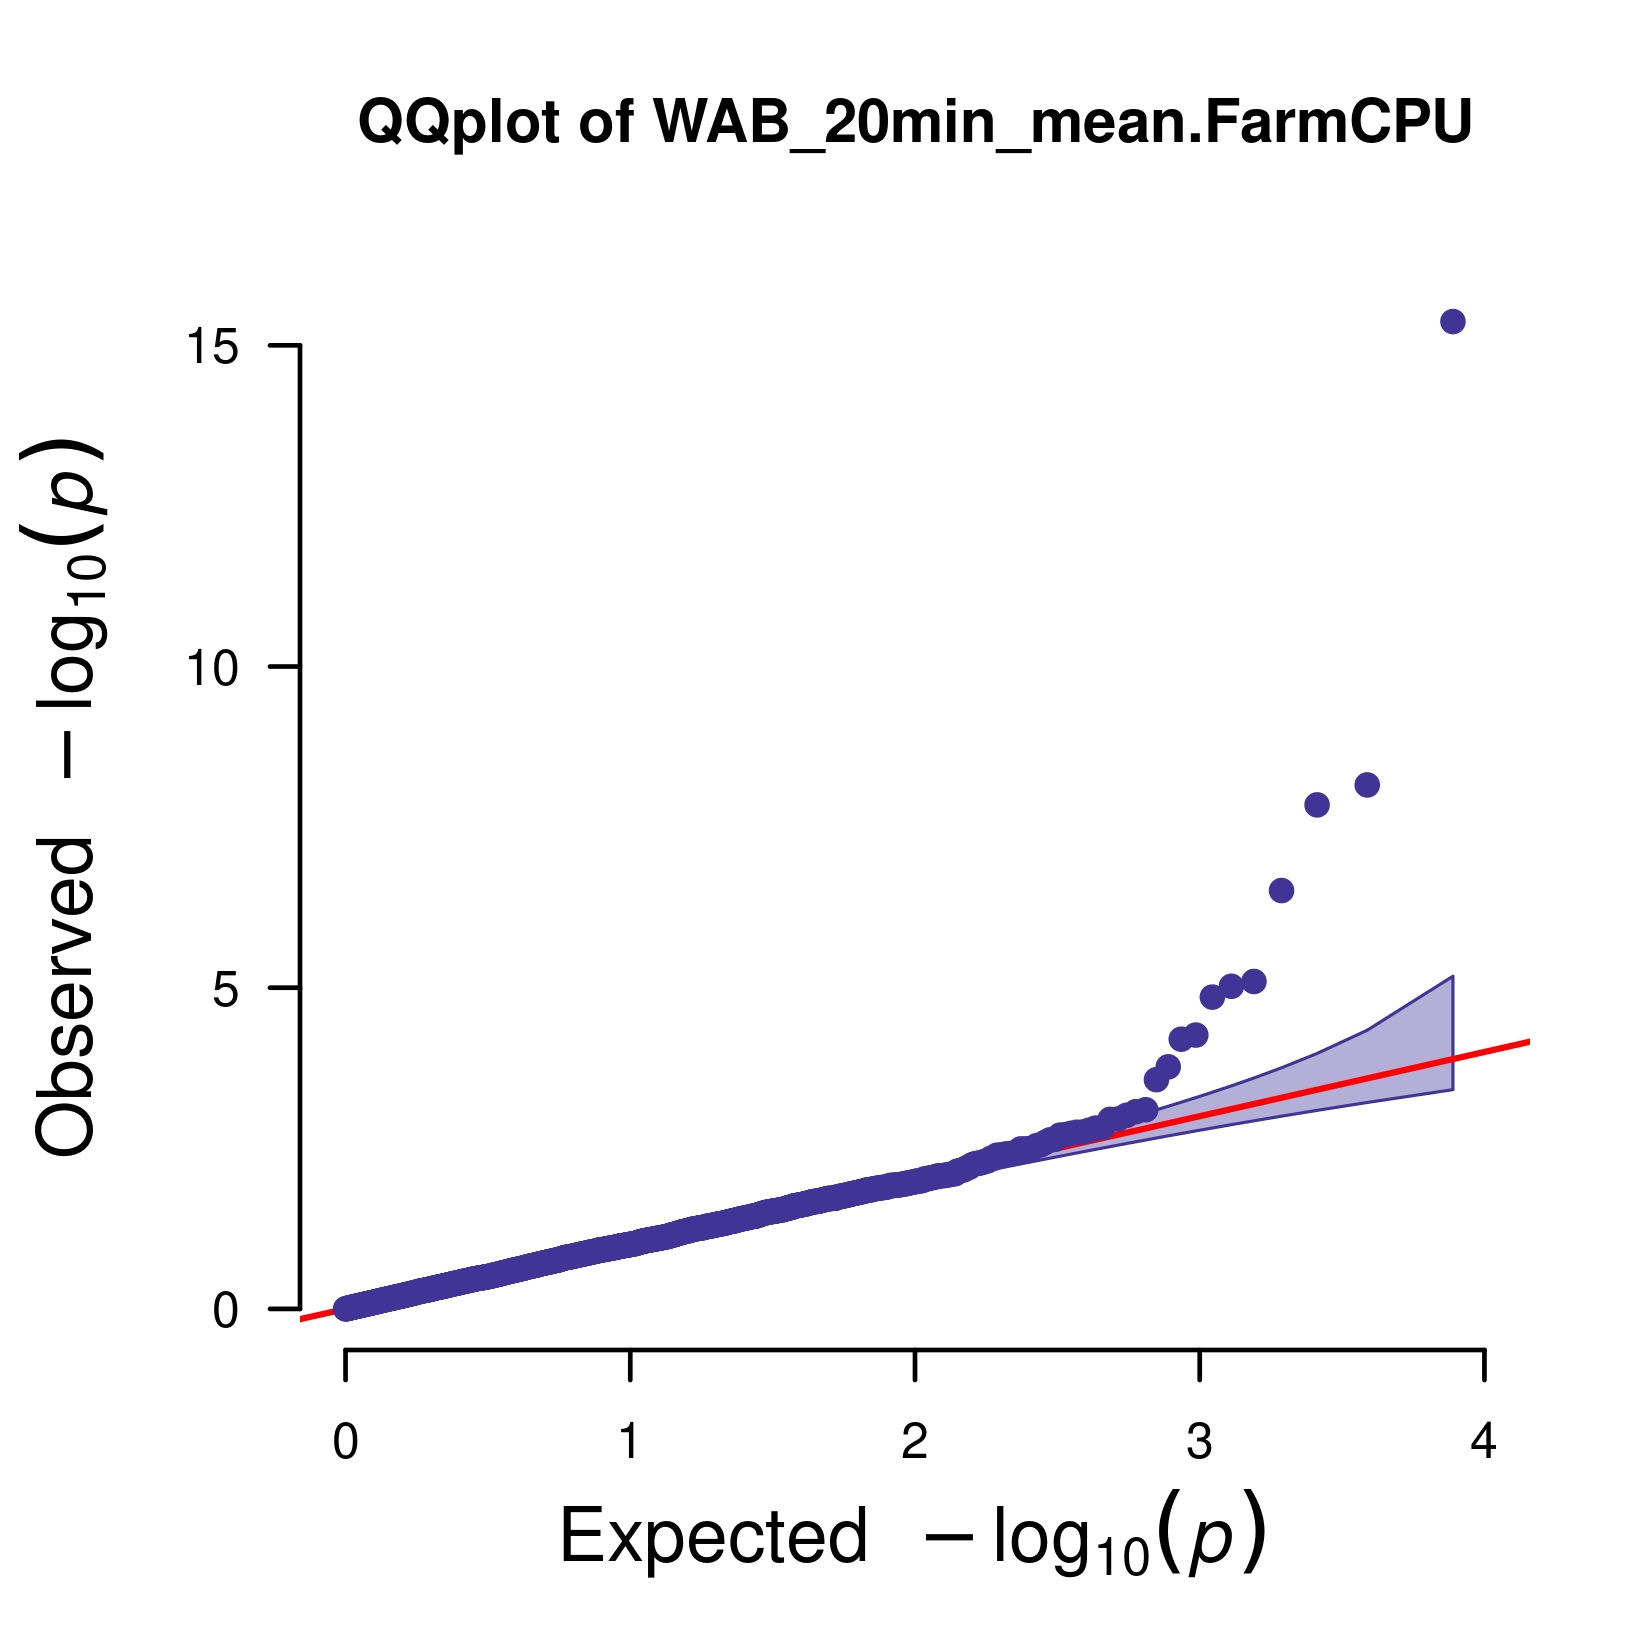 QQplot of WAB_20min_mean.FarmCPU
Observed −log10(p)
15
10
5
0
0 1 2 3 4
Expected −log10(p)